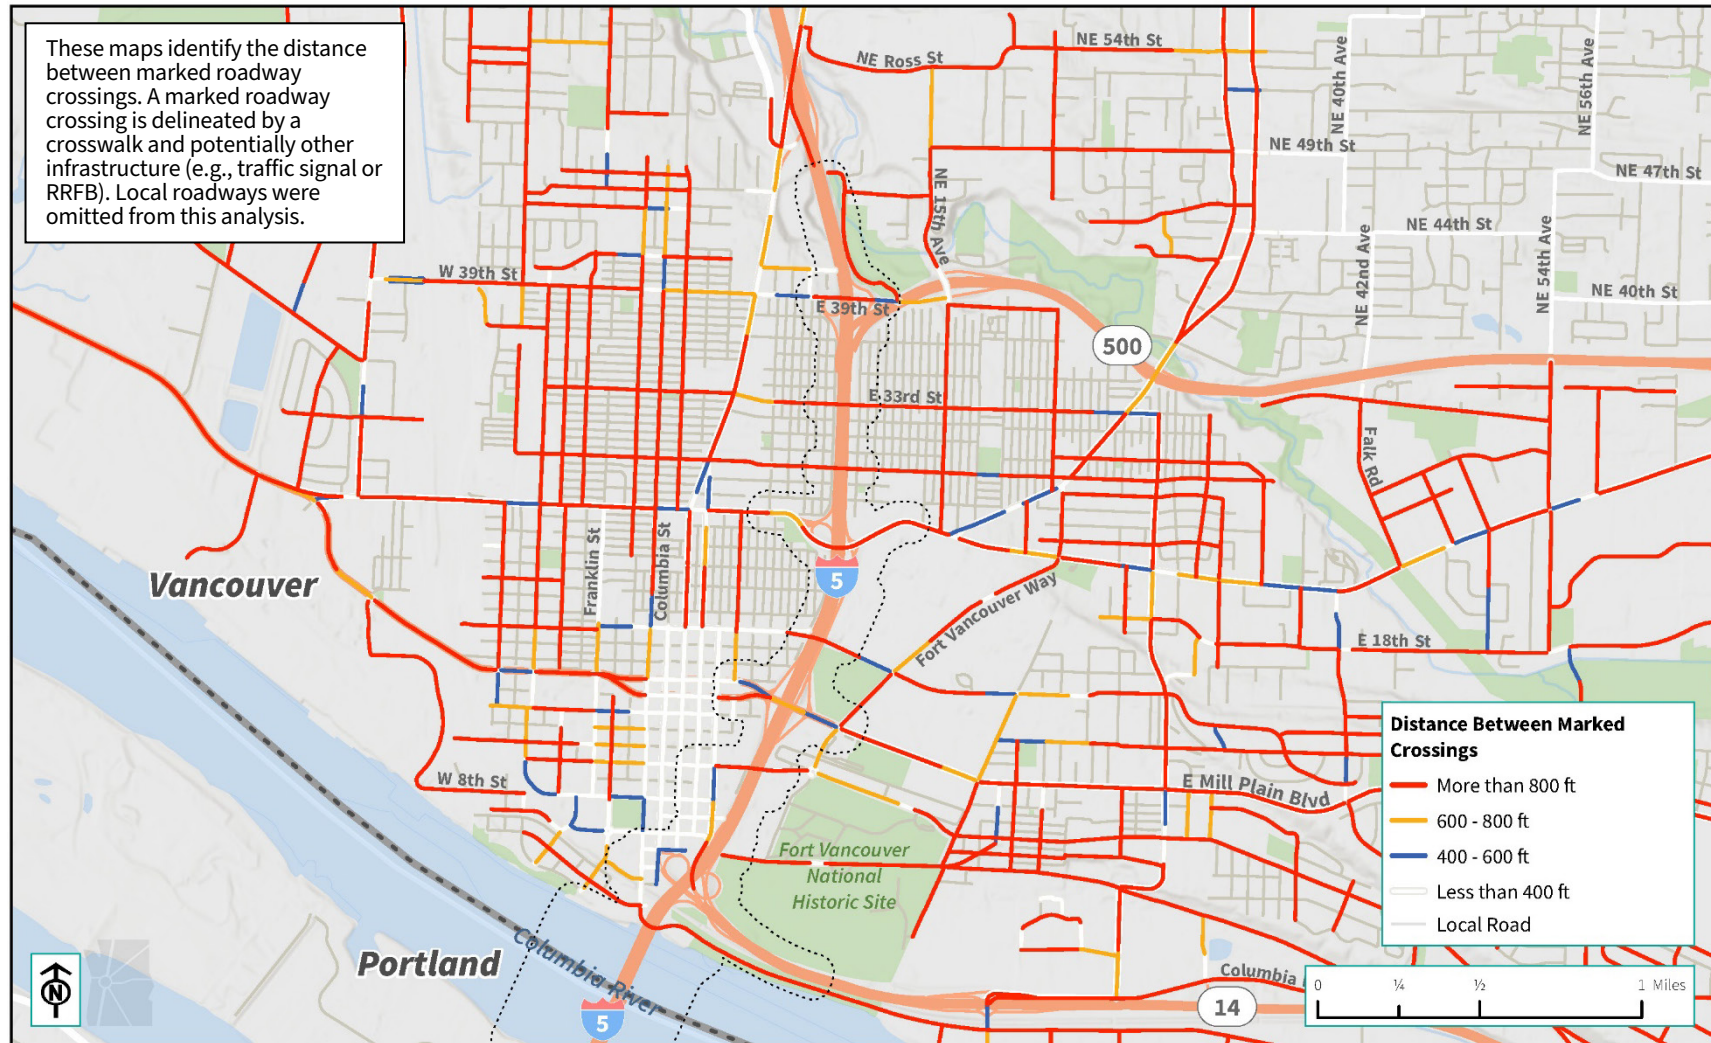 These maps identify the distance
between marked roadway
crossings. A marked roadway
crossing is delineated by a
crosswalk and potentially other
infrastructure (e.g., traffic signal or
RRFB). Local roadways were
omitted from this analysis.
NE 54th St
NE Ross St
NE 40th Ave
NE 56th Ave
NE 49th St
NE 47th St
NE 15th Ave
NE 44th St
NE 42nd Ave
NE 54th Ave
W 39th St
NE 40th St
E 39th St
500
E 33rd St
Falk Rd
Franklin St
Columbia St
Vancouver
5
Fort Vancouver Way
E 18th St
W 8th St
E Mill Plain Blvd
Fort Vancouver
National
Historic Site
Portland
Columbia River
5
Columbia
14
Distance Between Marked
Crossings
More than 800 ft
600 - 800 ft
400 - 600 ft
Less than 400 ft
Local Road
0 ¼ ½ 1 Miles
N